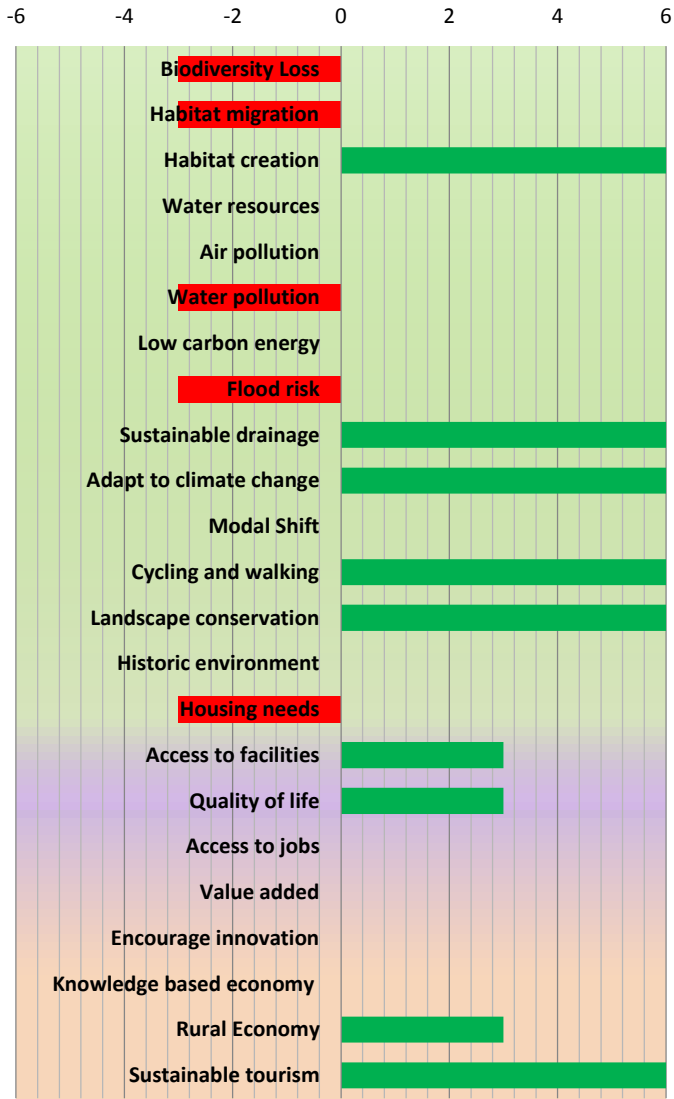 -6 -4 -2 0 2 4 6
Biodiversity Loss
Habitat migration
Habitat creation
Water resources
Air pollution
Water pollution
Low carbon energy
Flood risk
Sustainable drainage
Adapt to climate change
Modal Shift
Cycling and walking
Landscape conservation
Historic environment
Housing needs
Access to facilities
Quality of life
Access to jobs
Value added
Encourage innovation
Knowledge based economy
Rural Economy
Sustainable tourism